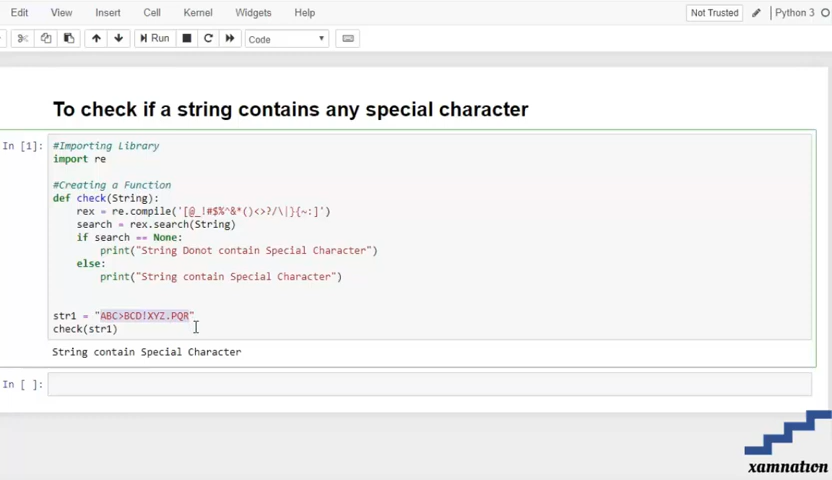 Edit View Insert Cell Kernel Widgets Help Not Trusted Python 3
Run Code
To check if a string contains any special character
In [1]:
#Importing Library
import re
#Creating a Function
def check(String):
rex = re.compile('[@_!#$%^&*()<>?/\|}{~:]')
search = rex.search(String)
if search == None:
print("String Donot contain Special Character")
else:
print("String contain Special Character")
str1 = "ABC>BCD!XYZ.PQR"
check(str1)
String contain Special Character
In [ ]:
xamnation